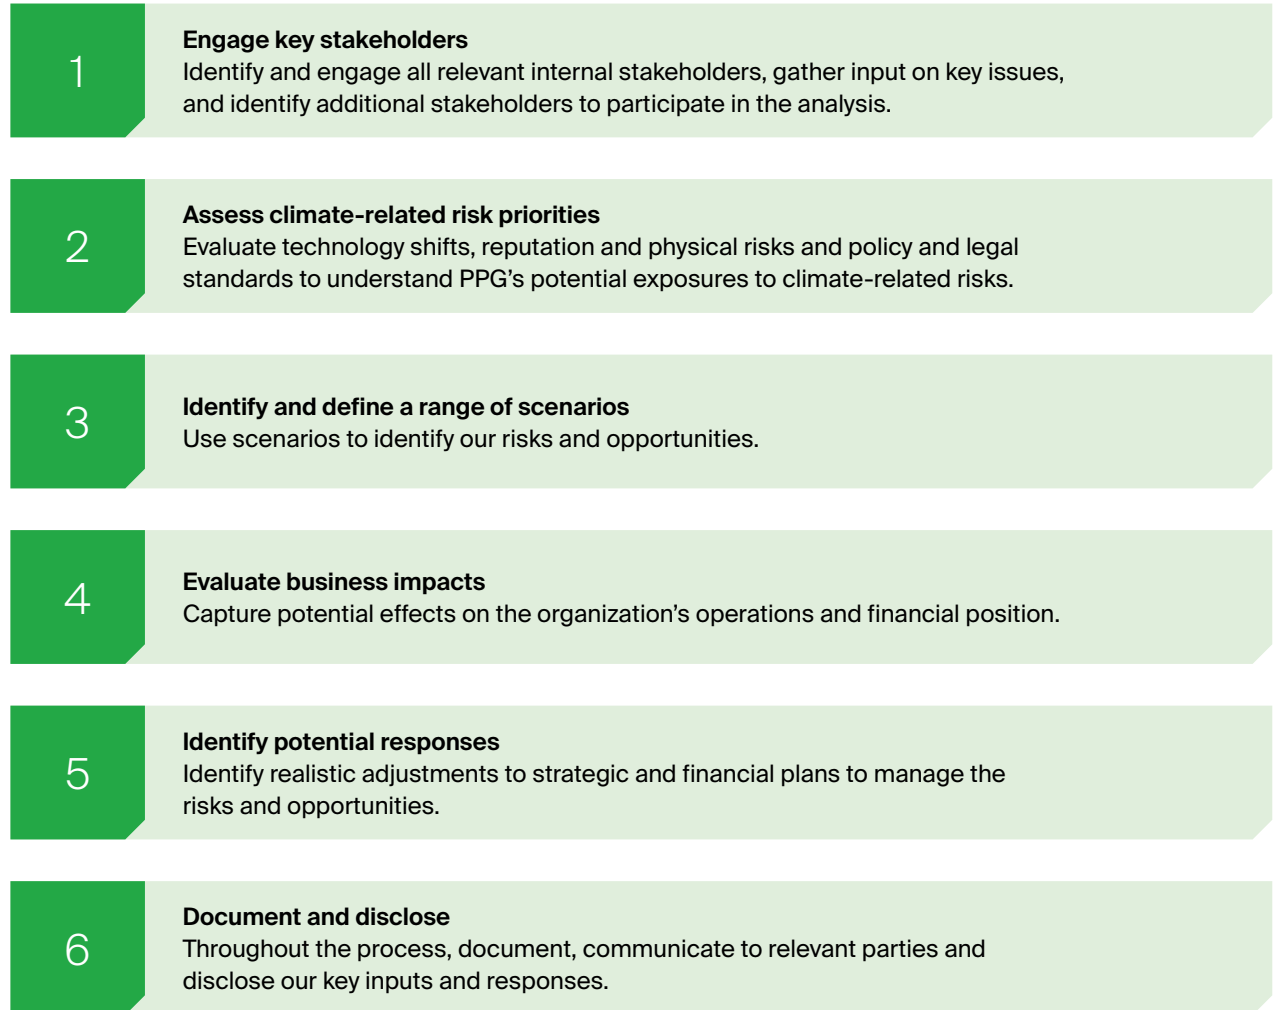 1
Engage key stakeholders
Identify and engage all relevant internal stakeholders, gather input on key issues,
and identify additional stakeholders to participate in the analysis.
2
Assess climate-related risk priorities
Evaluate technology shifts, reputation and physical risks and policy and legal
standards to understand PPG’s potential exposures to climate-related risks.
3
Identify and define a range of scenarios
Use scenarios to identify our risks and opportunities.
4
Evaluate business impacts
Capture potential effects on the organization’s operations and financial position.
5
Identify potential responses
Identify realistic adjustments to strategic and financial plans to manage the
risks and opportunities.
6
Document and disclose
Throughout the process, document, communicate to relevant parties and
disclose our key inputs and responses.